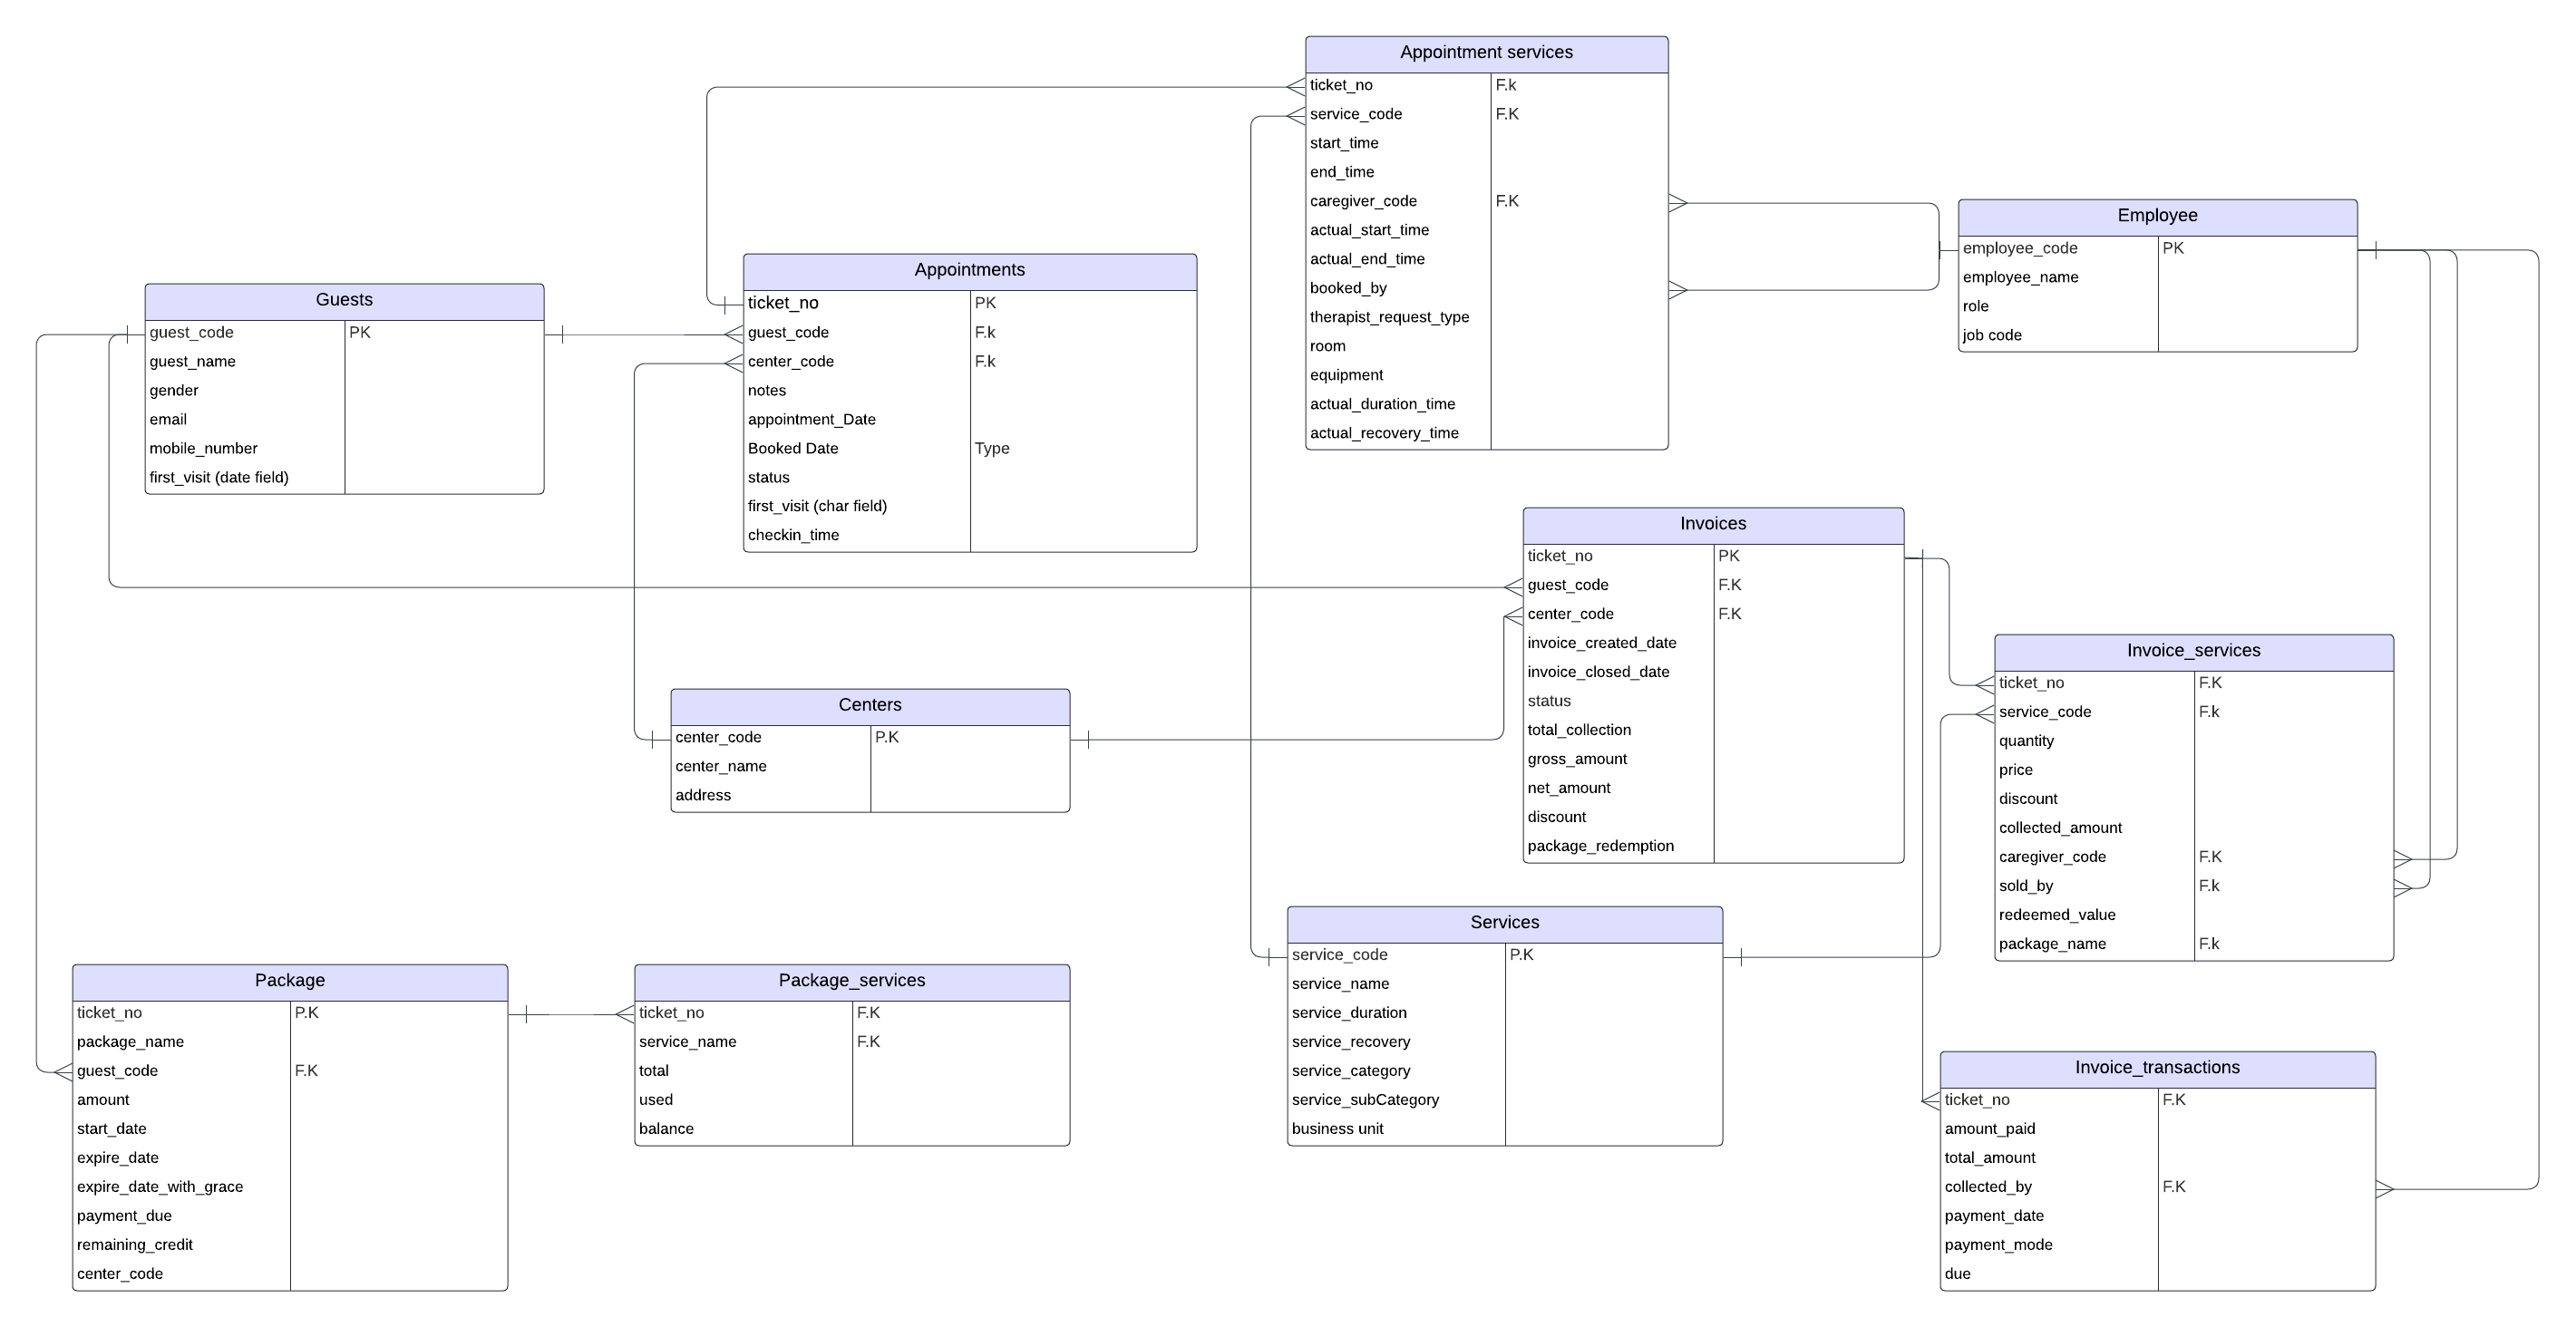 Appointment services
ticket_no F.k
service_code F.K
start_time
end_time
caregiver_code F.K
actual_start_time
actual_end_time
booked_by
therapist_request_type
room
equipment
actual_duration_time
actual_recovery_time
Employee
employee_code PK
employee_name
role
job code
Appointments
ticket_no PK
guest_code F.k
center_code F.k
notes
appointment_Date
Booked Date Type
status
first_visit (char field)
checkin_time
Guests
guest_code PK
guest_name
gender
email
mobile_number
first_visit (date field)
Invoices
ticket_no PK
guest_code F.K
center_code F.K
invoice_created_date
invoice_closed_date
status
total_collection
gross_amount
net_amount
discount
package_redemption
Invoice_services
ticket_no F.K
service_code F.k
quantity
price
discount
collected_amount
caregiver_code F.K
sold_by F.k
redeemed_value
package_name F.k
Centers
center_code P.K
center_name
address
Services
service_code P.K
service_name
service_duration
service_recovery
service_category
service_subCategory
business unit
Package
ticket_no P.K
package_name
guest_code F.K
amount
start_date
expire_date
expire_date_with_grace
payment_due
remaining_credit
center_code
Package_services
ticket_no F.K
service_name F.K
total
used
balance
Invoice_transactions
ticket_no F.K
amount_paid
total_amount
collected_by F.K
payment_date
payment_mode
due